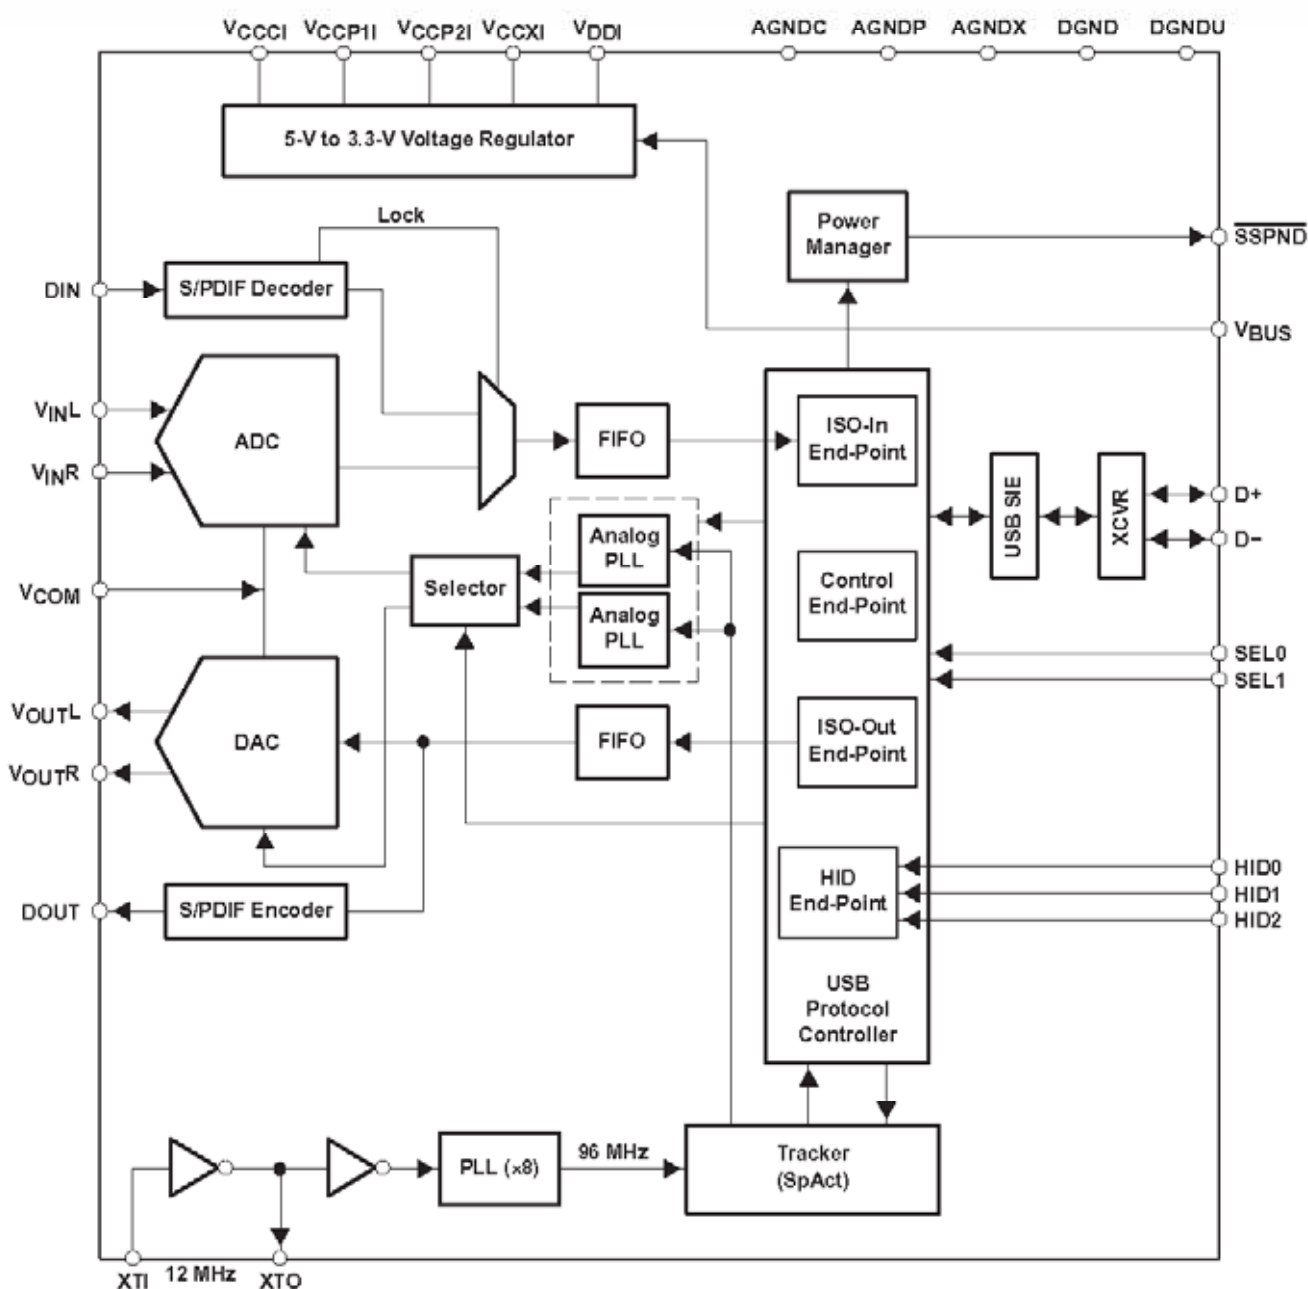 VCCCI VCCP1I VCCP2I VCCXI VDDI AGNDC AGNDP AGNDX DGND DGNDU
5-V to 3.3-V Voltage Regulator
Lock
Power
Manager
SSPND
DIN
S/PDIF Decoder
VBUS
VINL
VINR
ADC
FIFO
ISO-In
End-Point
USB SIE
XCVR
D+
D–
Analog
PLL
Analog
PLL
Selector
VCOM
Control
End-Point
SEL0
SEL1
VOUTL
VOUTR
DAC
FIFO
ISO-Out
End-Point
HID
End-Point
HID0
HID1
HID2
DOUT
S/PDIF Encoder
USB
Protocol
Controller
PLL (×8)
96 MHz
Tracker
(SpAct)
XTI
12 MHz
XTO